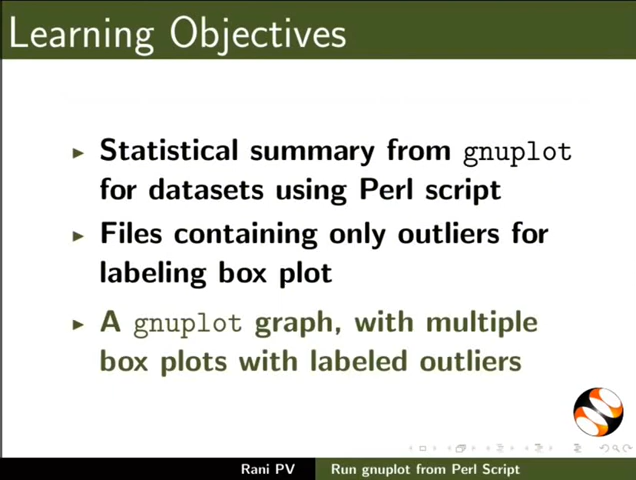 Learning Objectives
Statistical summary from gnuplot
for datasets using Perl script
Files containing only outliers for
labeling box plot
A gnuplot graph, with multiple
box plots with labeled outliers
Rani PV
Run gnuplot from Perl Script